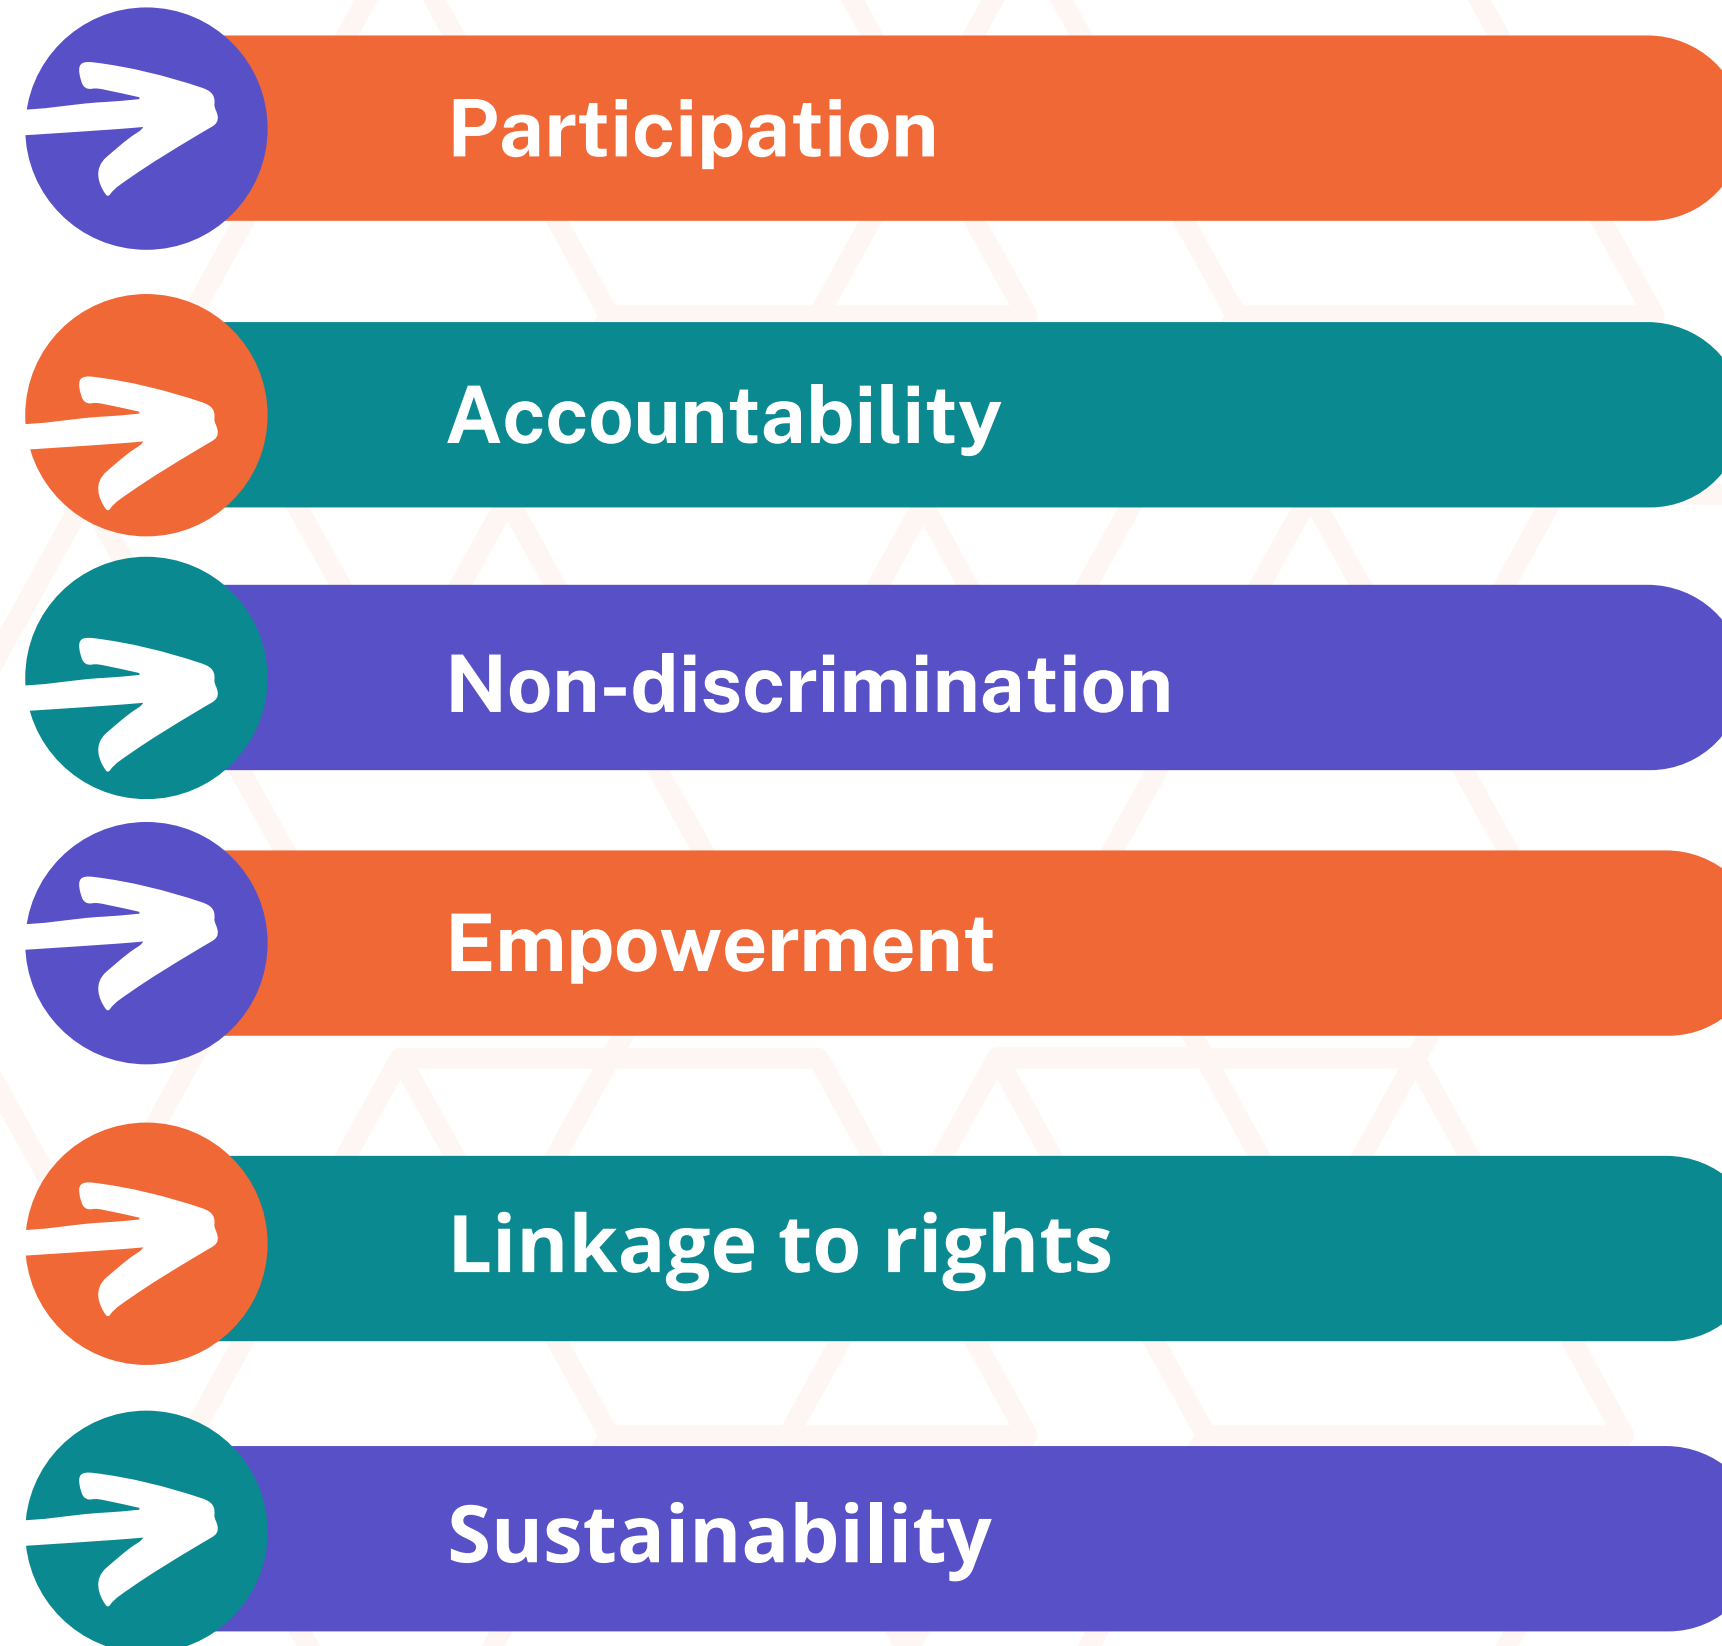 Participation
Accountability
Non-discrimination
Empowerment
Linkage to rights
Sustainability